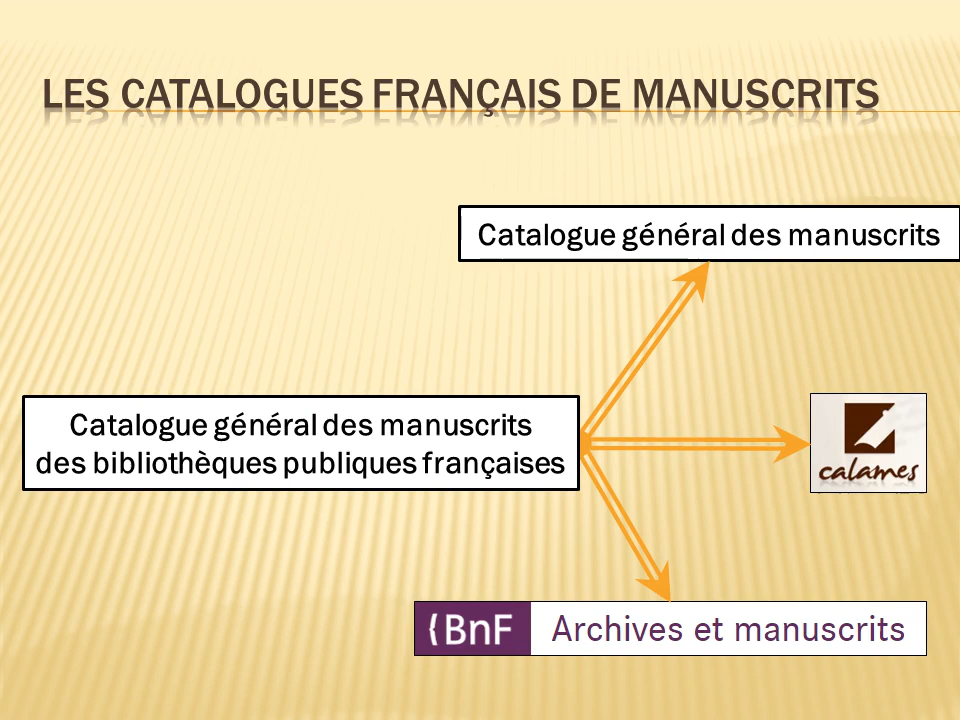 LES CATALOGUES FRANÇAIS DE MANUSCRITS
Catalogue général des manuscrits
Catalogue général des manuscrits
des bibliothèques publiques françaises
calames
{BnF Archives et manuscrits